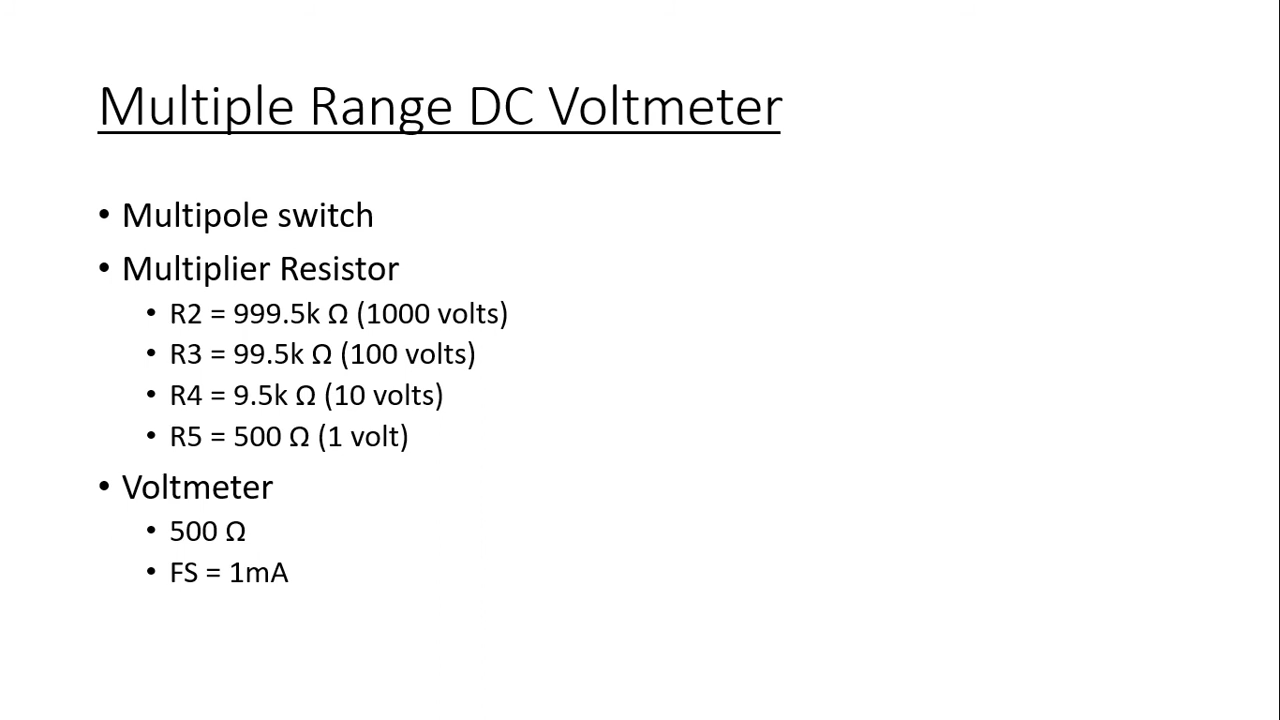 Multiple Range DC Voltmeter
• Multipole switch
• Multiplier Resistor
• R2 = 999.5k Ω (1000 volts)
• R3 = 99.5k Ω (100 volts)
• R4 = 9.5k Ω (10 volts)
• R5 = 500 Ω (1 volt)
• Voltmeter
• 500 Ω
• FS = 1mA